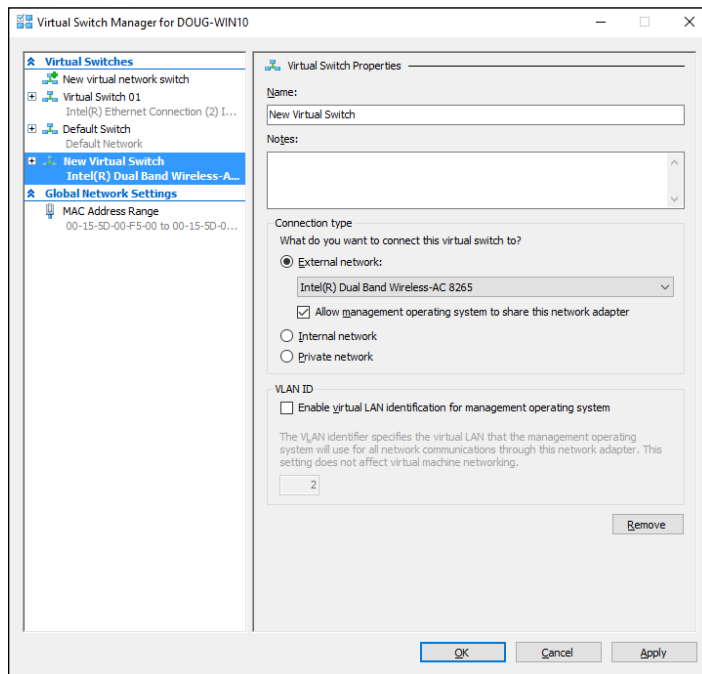 Virtual Switch Manager for DOUG-WIN10
Virtual Switches
New virtual network switch
Virtual Switch 01
Intel(R) Ethernet Connection (2) I...
Default Switch
Default Network
New Virtual Switch
Intel(R) Dual Band Wireless-A...
Global Network Settings
MAC Address Range
00-15-5D-00-F5-00 to 00-15-5D-0...
Virtual Switch Properties
Name:
New Virtual Switch
Notes:
Connection type
What do you want to connect this virtual switch to?
External network:
Intel(R) Dual Band Wireless-AC 8265
Allow management operating system to share this network adapter
Internal network
Private network
VLAN ID
Enable virtual LAN identification for management operating system
The VLAN identifier specifies the virtual LAN that the management operating
system will use for all network communications through this network adapter. This
setting does not affect virtual machine networking.
2
Remove
OK
Cancel
Apply